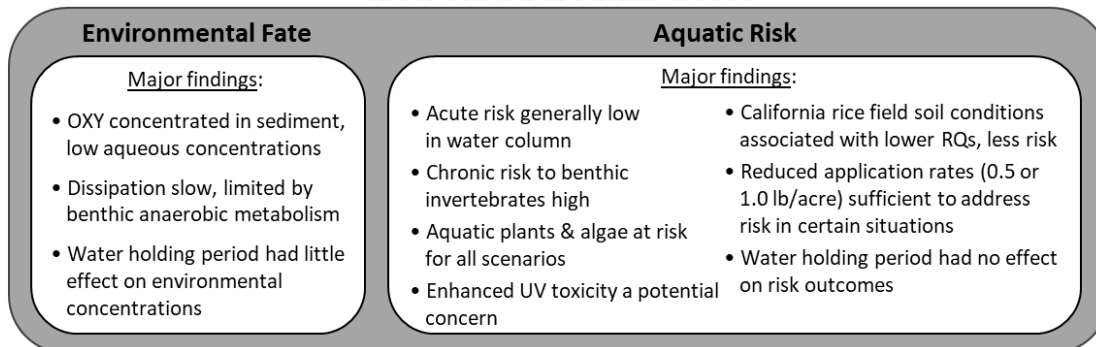 Environmental Fate
Major findings:
• OXY concentrated in sediment,
low aqueous concentrations
• Dissipation slow, limited by
benthic anaerobic metabolism
• Water holding period had little
effect on environmental
concentrations
Aquatic Risk
Major findings:
• Acute risk generally low
in water column
• Chronic risk to benthic
invertebrates high
• Aquatic plants & algae at risk
for all scenarios
• Enhanced UV toxicity a potential
concern
• California rice field soil conditions
associated with lower RQs, less risk
• Reduced application rates (0.5 or
1.0 lb/acre) sufficient to address
risk in certain situations
• Water holding period had no effect
on risk outcomes